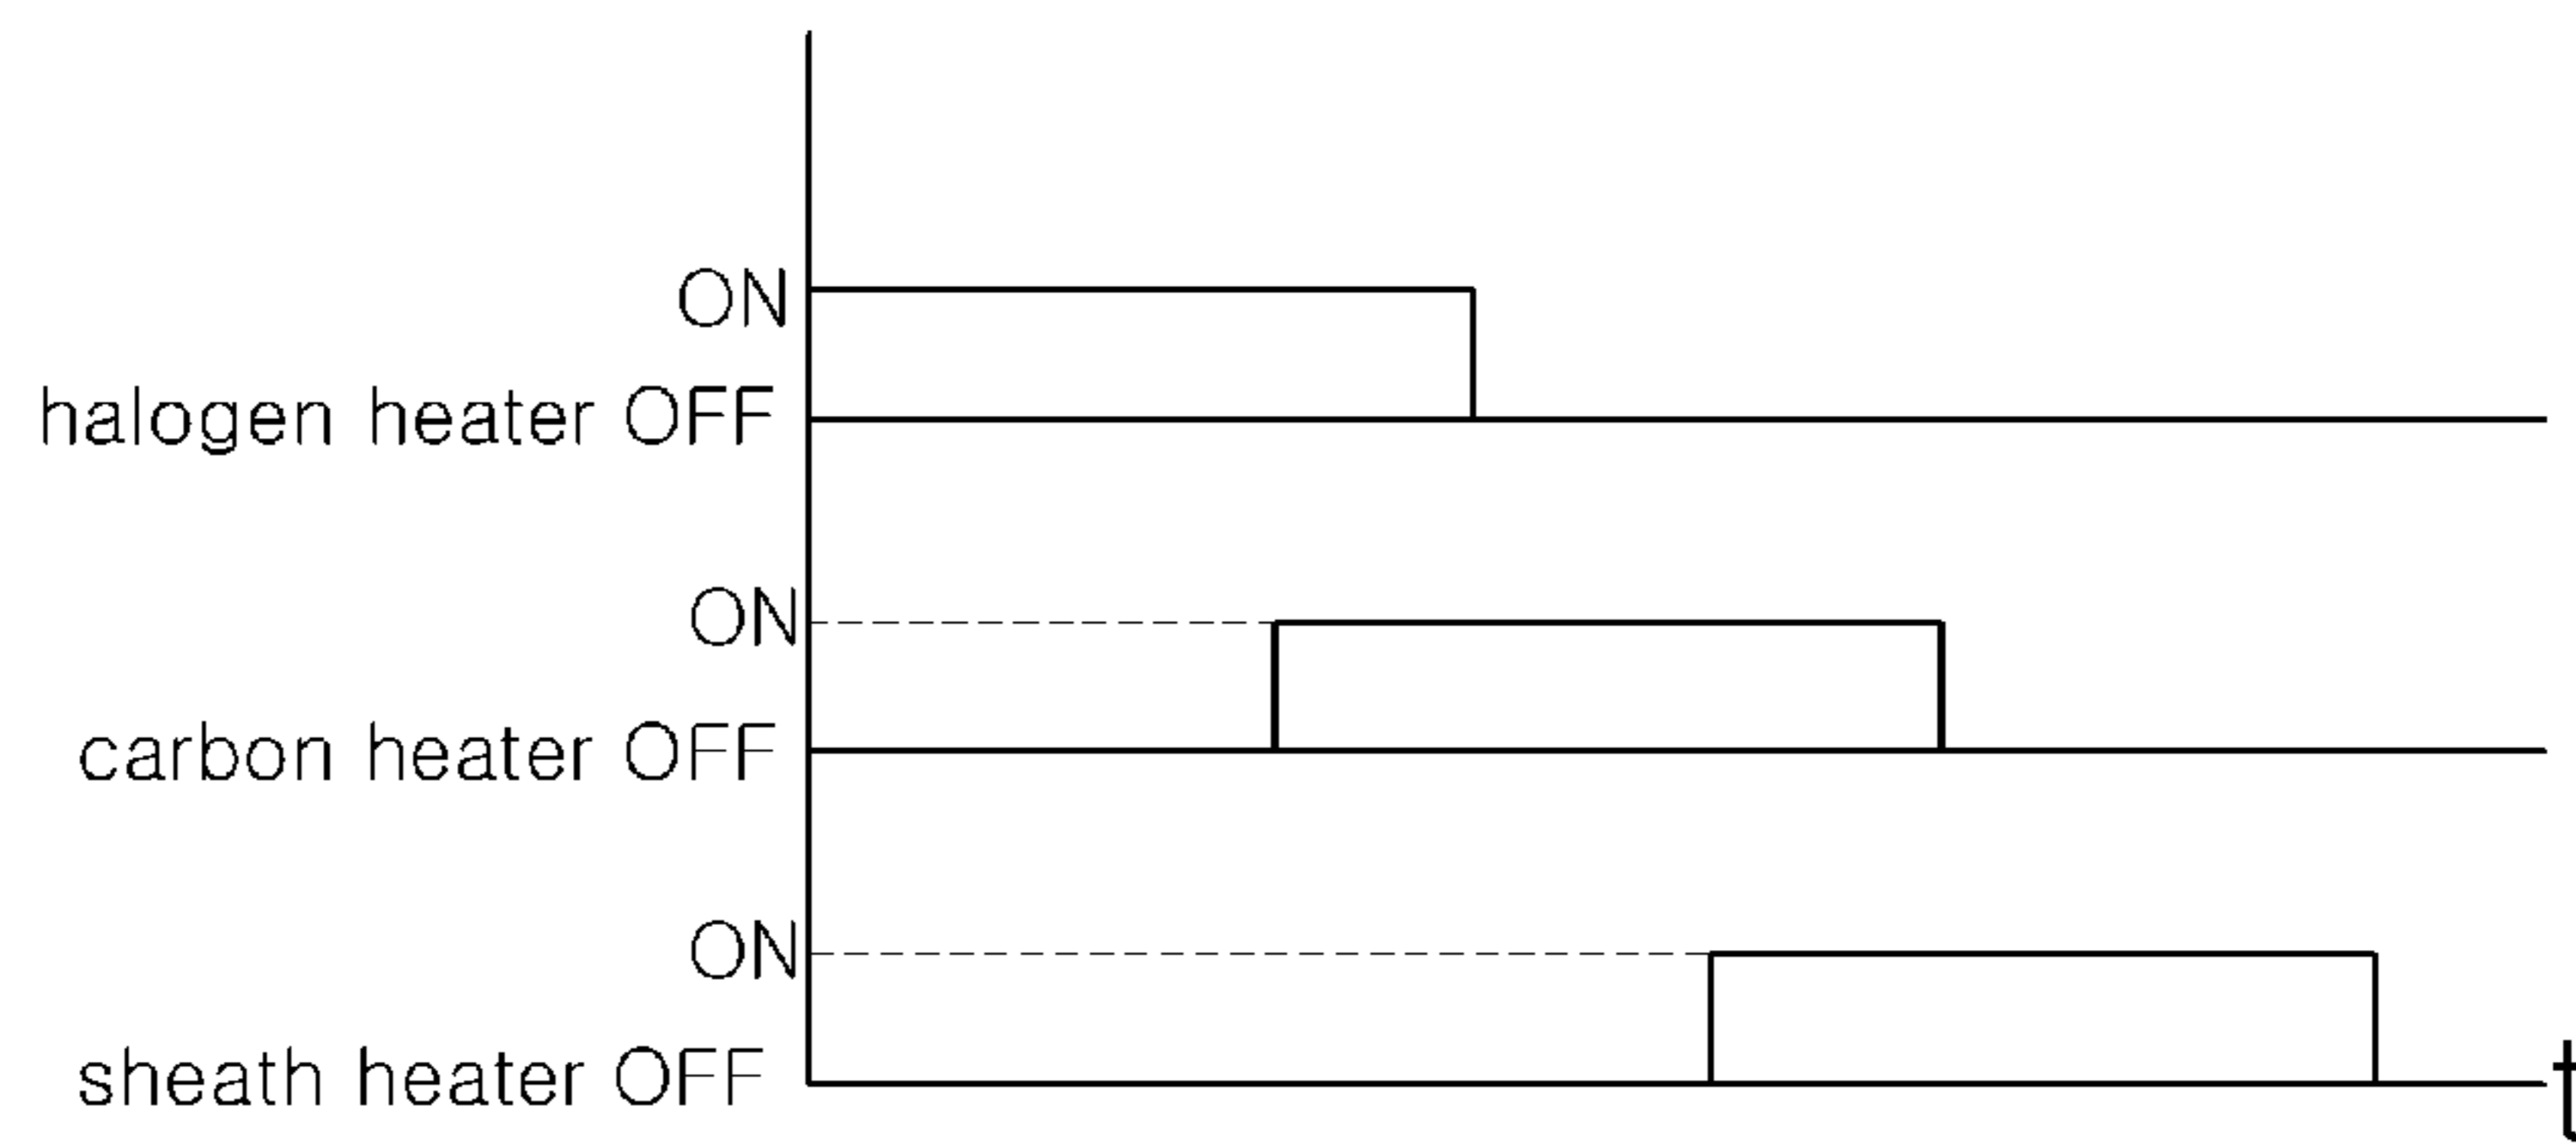 ON
halogen heater OFF
ON
carbon heater OFF
ON
sheath heater OFF
t